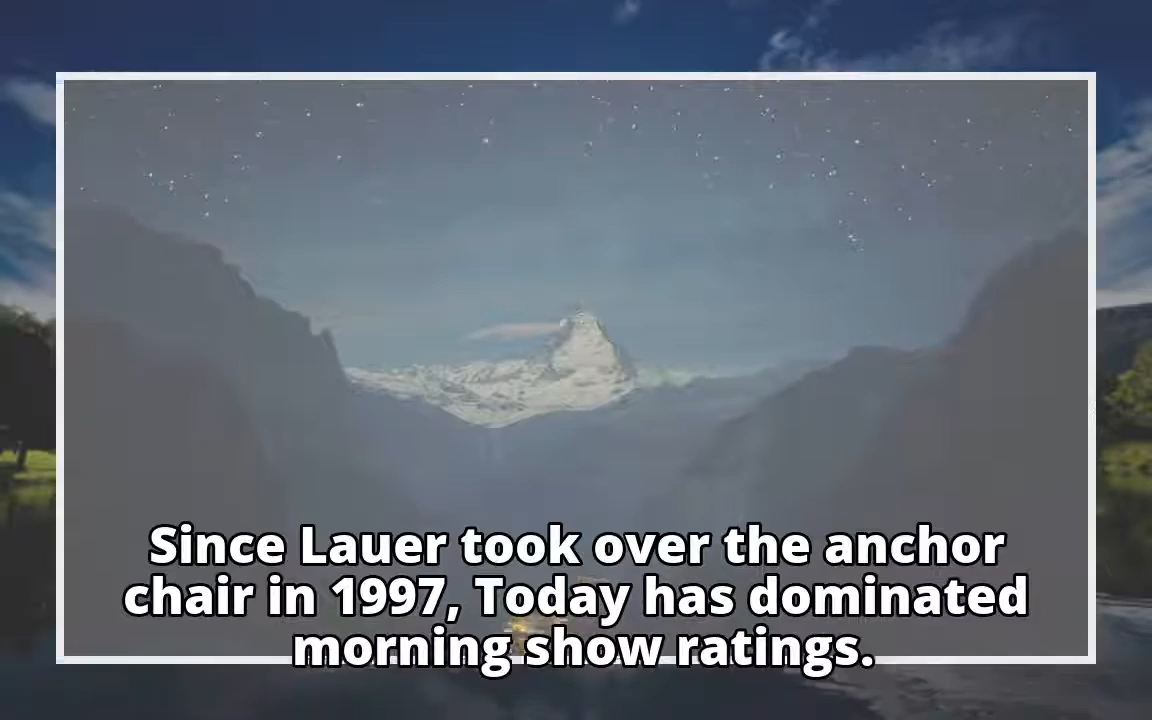 Since Lauer took over the anchor
chair in 1997, Today has dominated
morning show ratings.